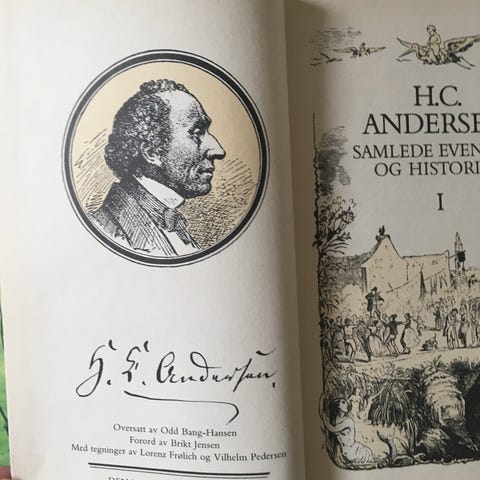 H. C. Andersen.
Oversatt av Odd Bang-Hansen
Forord av Brikt Jensen
Med tegninger av Lorenz Frølich og Vilhelm Pedersen
H.C.
ANDERSE
SAMLEDE EVEN
OG HISTORI
I